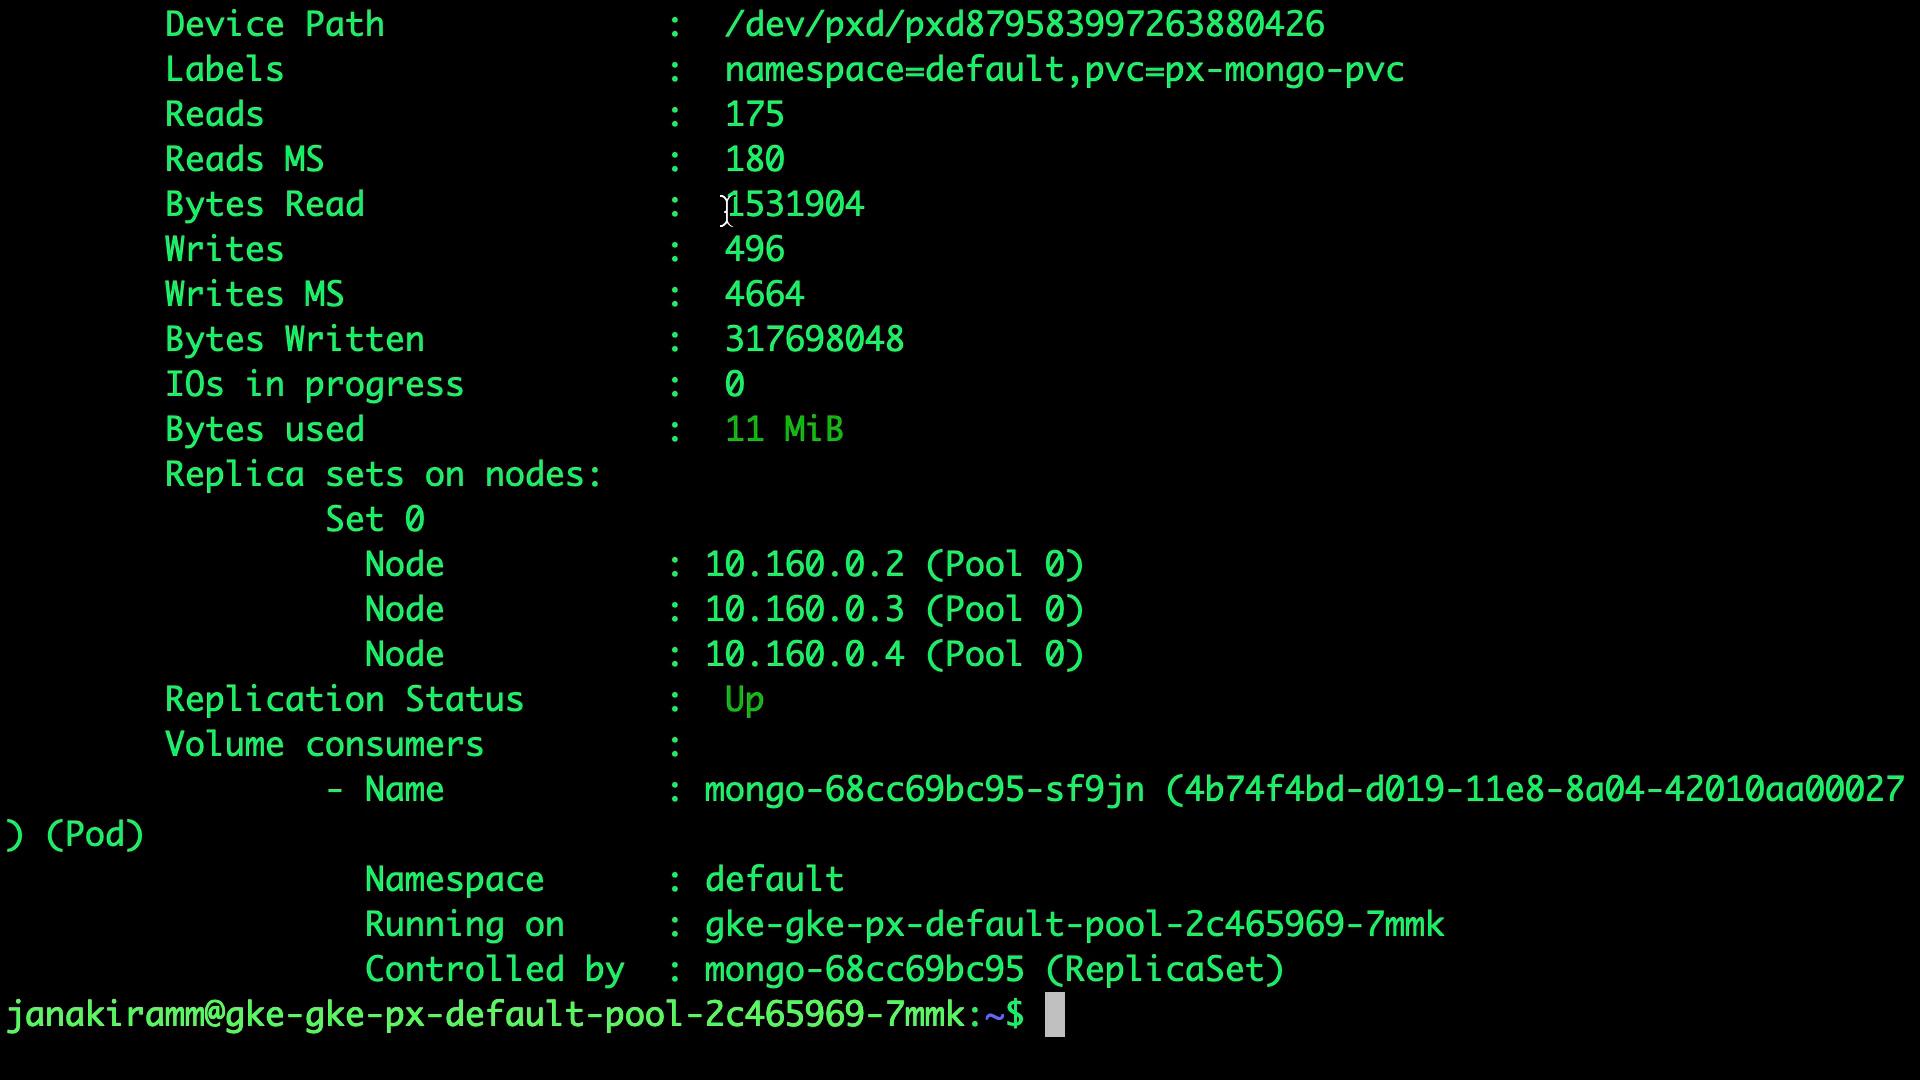 Device Path : /dev/pxd/pxd879583997263880426
Labels : namespace=default,pvc=px-mongo-pvc
Reads : 175
Reads MS : 180
Bytes Read : 1531904
Writes : 496
Writes MS : 4664
Bytes Written : 317698048
IOs in progress : 0
Bytes used : 11 MiB
Replica sets on nodes:
Set 0
Node : 10.160.0.2 (Pool 0)
Node : 10.160.0.3 (Pool 0)
Node : 10.160.0.4 (Pool 0)
Replication Status : Up
Volume consumers :
- Name : mongo-68cc69bc95-sf9jn (4b74f4bd-d019-11e8-8a04-42010aa00027
) (Pod)
Namespace : default
Running on : gke-gke-px-default-pool-2c465969-7mmk
Controlled by : mongo-68cc69bc95 (ReplicaSet)
janakiramm@gke-gke-px-default-pool-2c465969-7mmk:~$